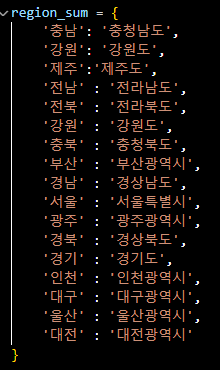 region_sum = {
'충남': '충청남도',
'강원': '강원도',
'제주':'제주도',
'전남' : '전라남도',
'전북' : '전라북도',
'강원' : '강원도',
'충북' : '충청북도',
'부산' : '부산광역시',
'경남' : '경상남도',
'서울' : '서울특별시',
'광주' : '광주광역시',
'경북' : '경상북도',
'경기' : '경기도',
'인천' : '인천광역시',
'대구' : '대구광역시',
'울산' : '울산광역시',
'대전' : '대전광역시'
}